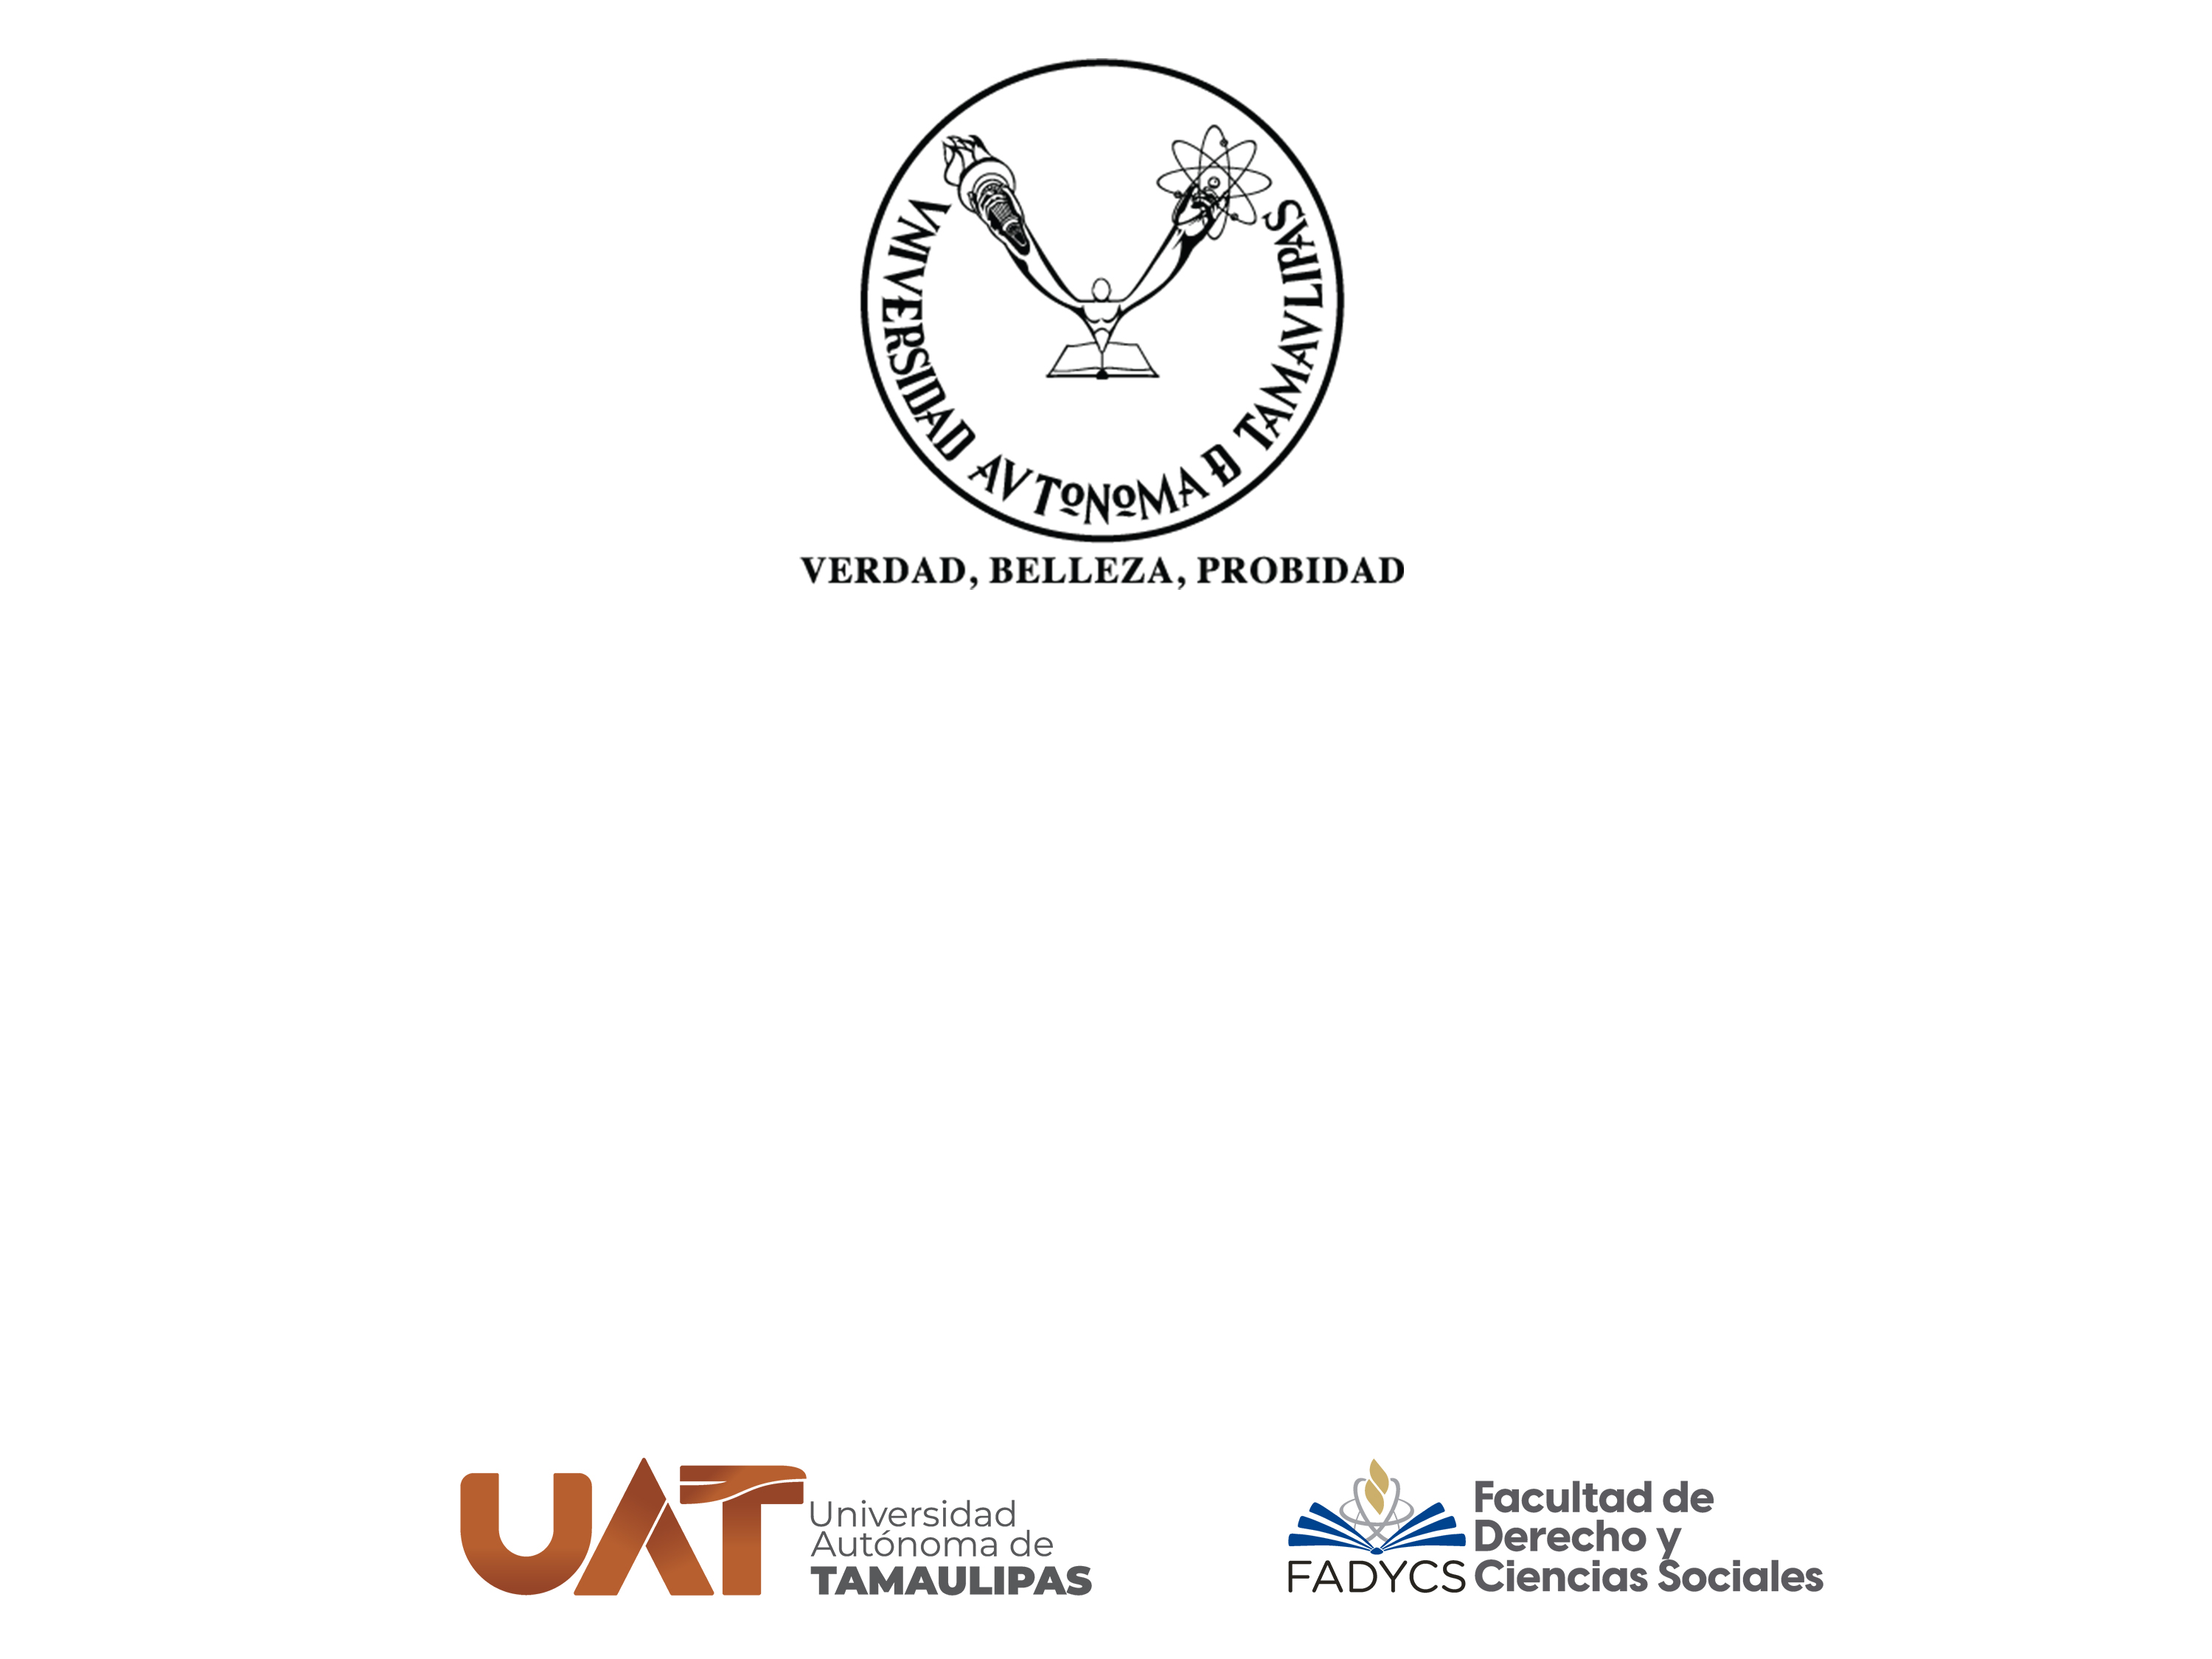 VNIVERSIDAD AVTONOMA D TAMAVLIPAS
VERDAD, BELLEZA, PROBIDAD
UAT
Universidad
Autónoma de
TAMAULIPAS
FADYCS
Facultad de
Derecho y
Ciencias Sociales